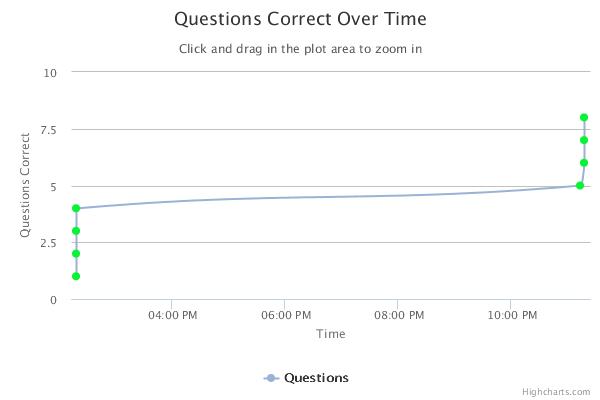 Questions Correct Over Time
Click and drag in the plot area to zoom in
Questions Correct
10
7.5
5
2.5
0
04:00 PM 06:00 PM 08:00 PM 10:00 PM
Time
Questions
Highcharts.com